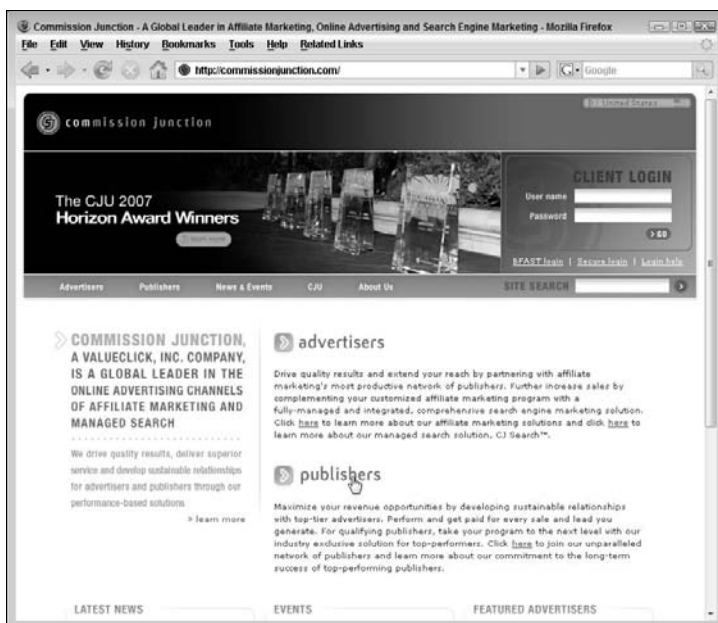 Commission Junction - A Global Leader in Affiliate Marketing, Online Advertising and Search Engine Marketing - Mozilla Firefox
File Edit View History Bookmarks Tools Help Related Links
http://commissionjunction.com/
Google
United States
commission junction
The CJU 2007
Horizon Award Winners
learn more
CLIENT LOGIN
User name
Password
GO
BFAST login | Secure login | Login help
Advertisers Publishers News & Events CJU About Us
SITE SEARCH
COMMISSION JUNCTION,
A VALUECLICK, INC. COMPANY,
IS A GLOBAL LEADER IN THE
ONLINE ADVERTISING CHANNELS
OF AFFILIATE MARKETING AND
MANAGED SEARCH
We drive quality results, deliver superior
service and develop sustainable relationships
for advertisers and publishers through our
performance-based solutions
» learn more
advertisers
Drive quality results and extend your reach by partnering with affiliate
marketing's most productive network of publishers. Further increase sales by
complementing your customized affiliate marketing program with a
fully-managed and integrated, comprehensive search engine marketing solution.
Click here to learn more about our affiliate marketing solutions and click here to
learn more about our managed search solution, CJ Search™.
publishers
Maximize your revenue opportunities by developing sustainable relationships
with top-tier advertisers. Perform and get paid for every sale and lead you
generate. For qualifying publishers, take your program to the next level with our
industry exclusive solution for top-performers. Click here to join our unparalleled
network of publishers and learn more about our commitment to the long-term
success of top-performing publishers.
LATEST NEWS
EVENTS
FEATURED ADVERTISERS